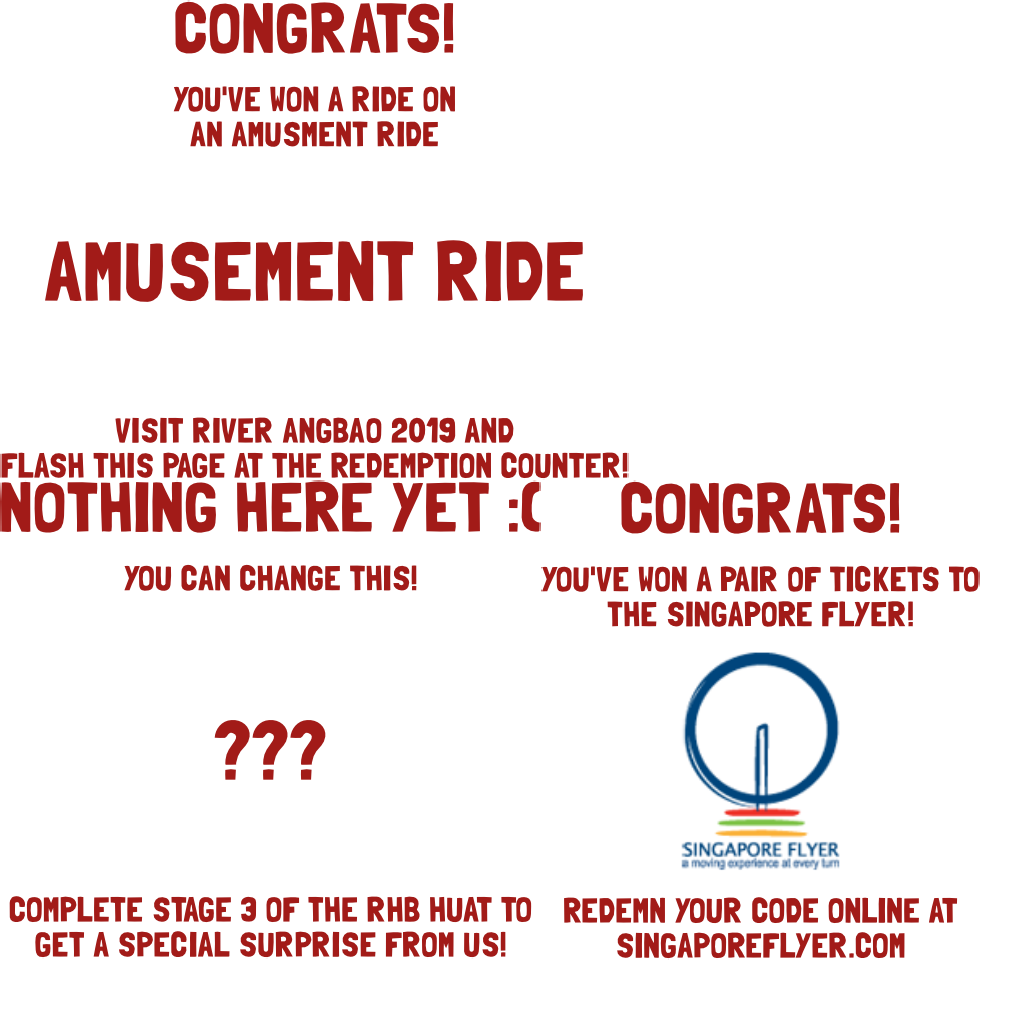 CONGRATS!
YOU'VE WON A RIDE ON
AN AMUSMENT RIDE
AMUSEMENT RIDE
VISIT RIVER ANGBAO 2019 AND
FLASH THIS PAGE AT THE REDEMPTION COUNTER!
NOTHING HERE YET :(
YOU CAN CHANGE THIS!
???
COMPLETE STAGE 3 OF THE RHB HUAT TO
GET A SPECIAL SURPRISE FROM US!
CONGRATS!
YOU'VE WON A PAIR OF TICKETS TO
THE SINGAPORE FLYER!
SINGAPORE FLYER
a moving experience at every turn
REDEMN YOUR CODE ONLINE AT
SINGAPOREFLYER.COM